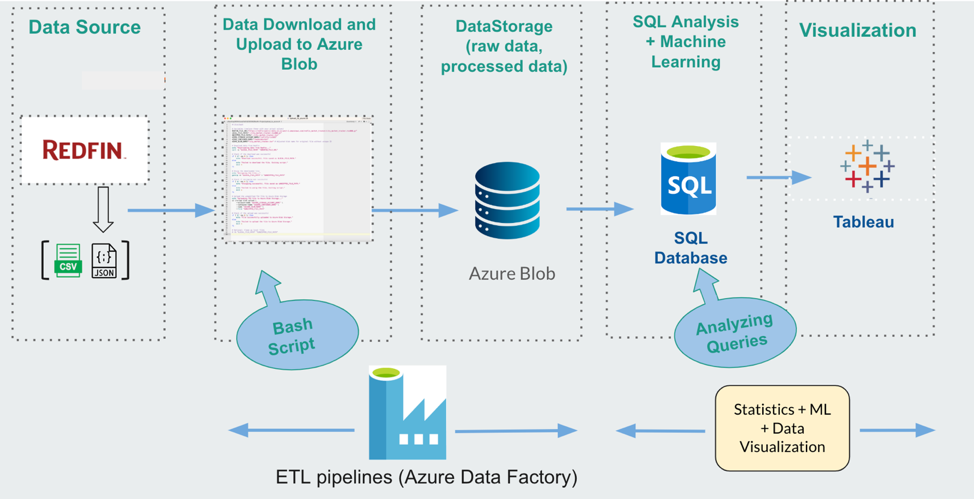 Data Source
Data Download and
Upload to Azure
Blob
DataStorage
(raw data,
processed data)
SQL Analysis
+ Machine
Learning
Visualization
REDFIN
CSV
{:}
JSON
Azure Blob
SQL
SQL
Database
Tableau
Bash
Script
Analyzing
Queries
ETL pipelines (Azure Data Factory)
Statistics + ML
+ Data
Visualization